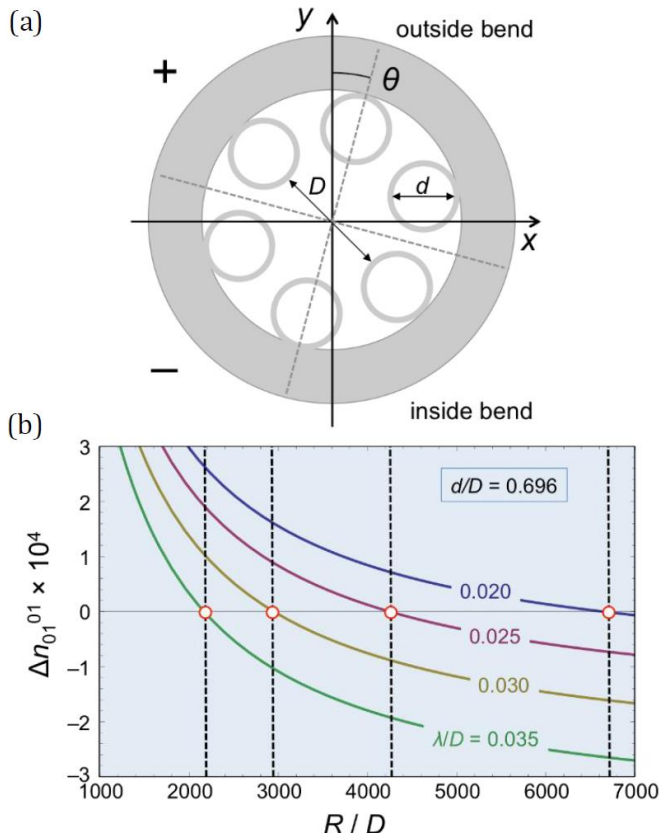 (a)
y
outside bend
θ
+
D
d
x
−
inside bend
(b)
3
2
1
0
−1
−2
−3
Δn₀₁⁰¹ × 10⁴
d/D = 0.696
0.020
0.025
0.030
λ/D = 0.035
1000 2000 3000 4000 5000 6000 7000
R / D